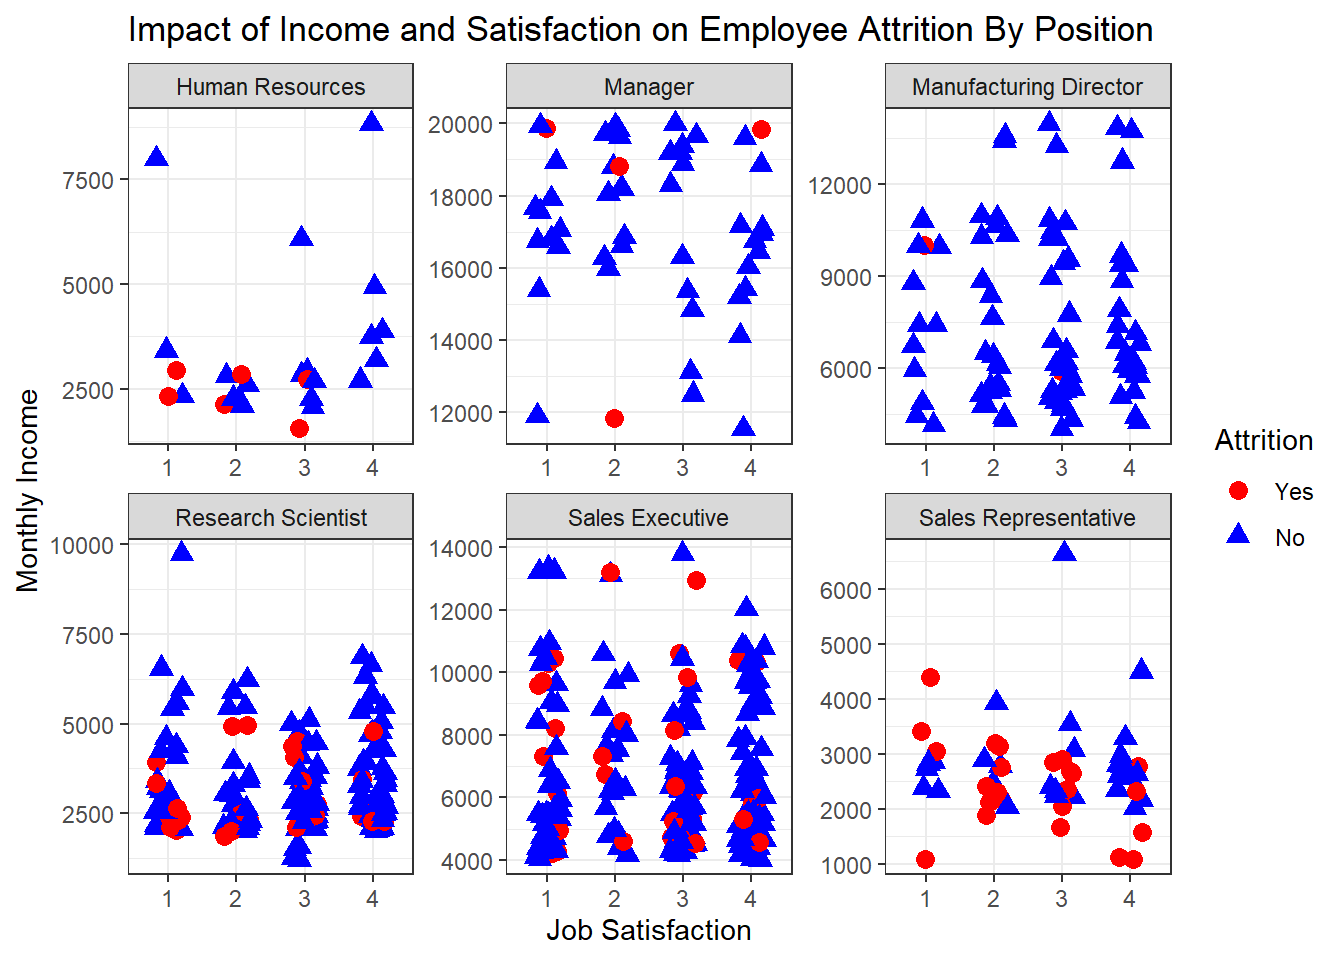 Impact of Income and Satisfaction on Employee Attrition By Position
Human Resources
Manager
Manufacturing Director
7500
5000
2500
20000
18000
16000
14000
12000
12000
9000
6000
1 2 3 4
1 2 3 4
1 2 3 4
Research Scientist
Sales Executive
Sales Representative
10000
7500
5000
2500
14000
12000
10000
8000
6000
4000
6000
5000
4000
3000
2000
1000
1 2 3 4
1 2 3 4
1 2 3 4
Monthly Income
Job Satisfaction
Attrition
Yes
No